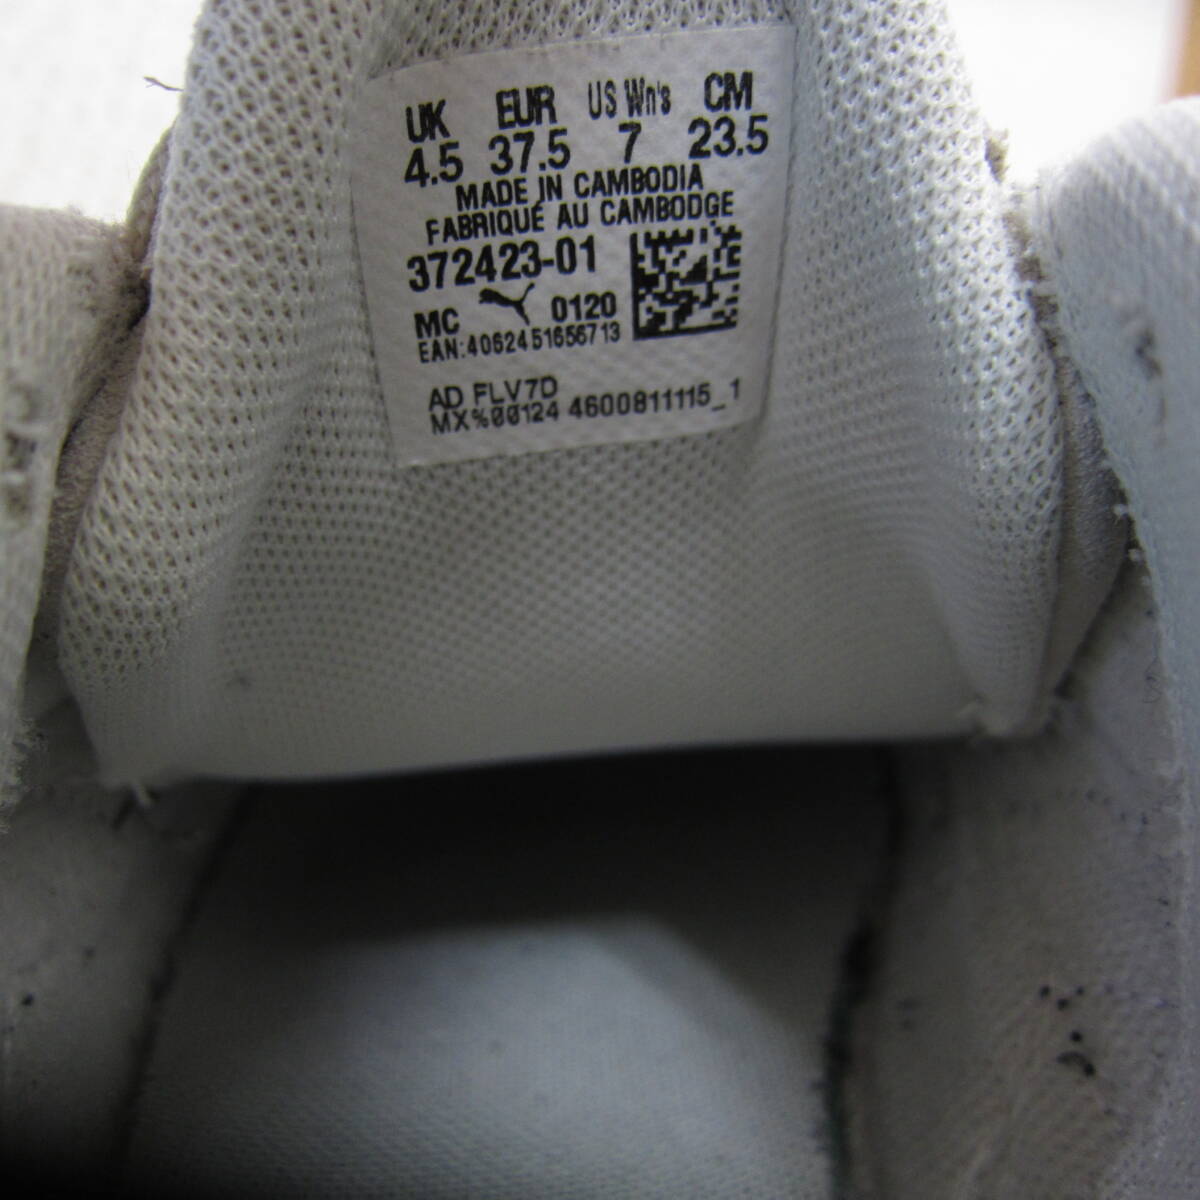 UK EUR US Wn's CM
4.5 37.5 7 23.5
MADE IN CAMBODIA
FABRIQUÉ AU CAMBODGE
372423-01
MC 0120
EAN:4062451656713
AD FLV7D
MX%00124 4600811115_1